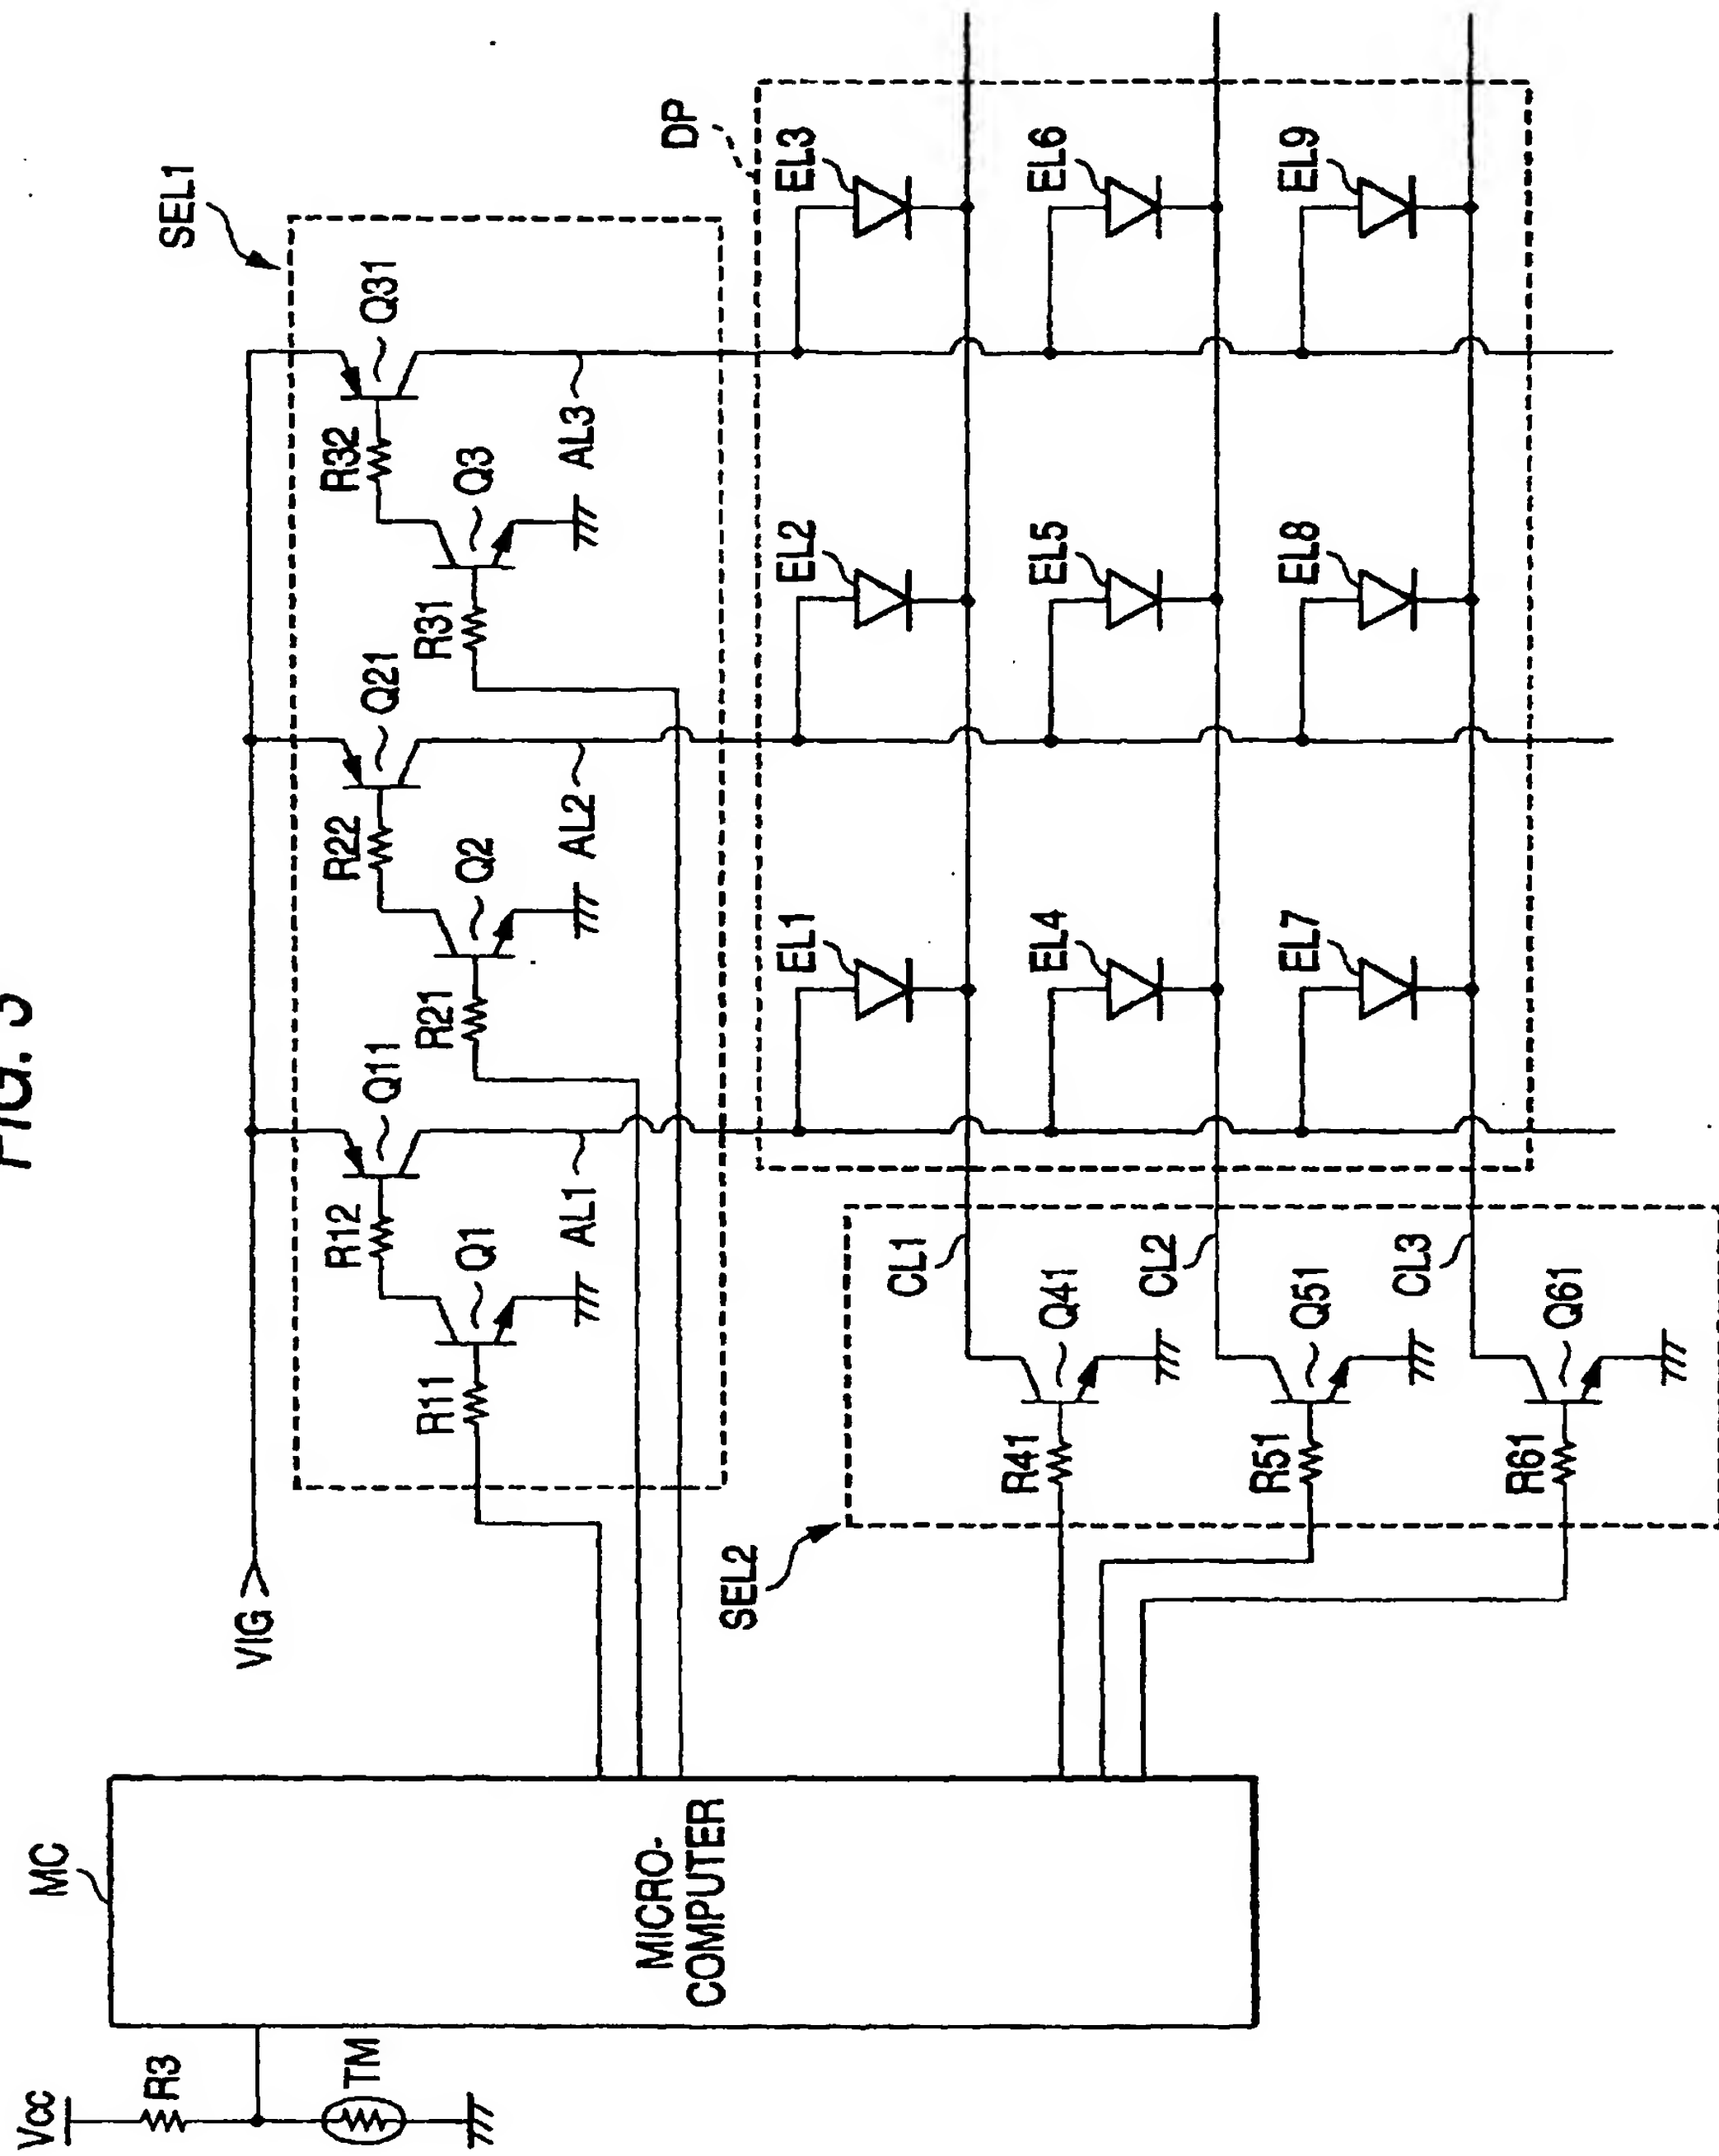 FIG.
Vcc
R3
TM
MC
MICRO-
COMPUTER
VIG
SEL1
R11
R12
Q1
Q11
AL1
R21
R22
Q2
Q21
AL2
R31
R32
Q3
Q31
AL3
DP
EL1
EL2
EL3
EL4
EL5
EL6
EL7
EL8
EL9
SEL2
R41
Q41
CL1
R51
Q51
CL2
R61
Q61
CL3